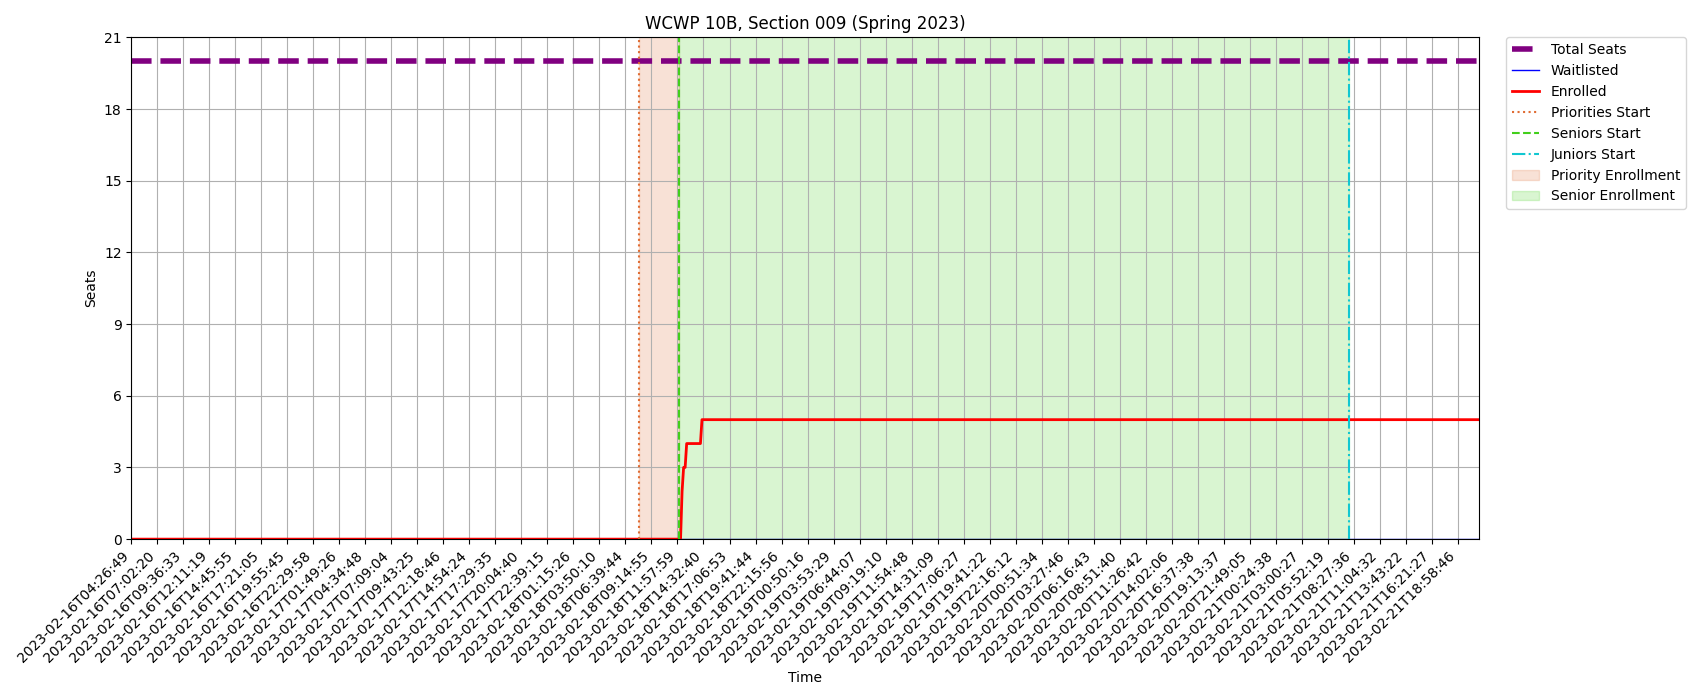 WCWP 10B, Section 009 (Spring 2023)
21
18
15
12
9
6
3
0
Seats
Total Seats
Waitlisted
Enrolled
Priorities Start
Seniors Start
Juniors Start
Priority Enrollment
Senior Enrollment
2023-02-16T04:26:49
2023-02-16T07:02:20
2023-02-16T09:36:33
2023-02-16T12:11:19
2023-02-16T14:45:55
2023-02-16T17:21:05
2023-02-16T19:55:45
2023-02-16T22:29:58
2023-02-17T01:49:26
2023-02-17T04:34:48
2023-02-17T07:09:04
2023-02-17T09:43:25
2023-02-17T12:18:46
2023-02-17T14:54:24
2023-02-17T17:29:35
2023-02-17T20:04:40
2023-02-17T22:39:15
2023-02-18T01:15:26
2023-02-18T03:50:10
2023-02-18T06:39:44
2023-02-18T09:14:55
2023-02-18T11:57:59
2023-02-18T14:32:40
2023-02-18T17:06:53
2023-02-18T19:41:44
2023-02-18T22:15:56
2023-02-19T00:50:16
2023-02-19T03:53:29
2023-02-19T06:44:07
2023-02-19T09:19:10
2023-02-19T11:54:48
2023-02-19T14:31:09
2023-02-19T17:06:27
2023-02-19T19:41:22
2023-02-19T22:16:12
2023-02-20T00:51:34
2023-02-20T03:27:46
2023-02-20T06:16:43
2023-02-20T08:51:40
2023-02-20T11:26:42
2023-02-20T14:02:06
2023-02-20T16:37:38
2023-02-20T19:13:37
2023-02-20T21:49:05
2023-02-21T00:24:38
2023-02-21T03:00:27
2023-02-21T05:52:19
2023-02-21T08:27:36
2023-02-21T11:04:32
2023-02-21T13:43:22
2023-02-21T16:21:27
2023-02-21T18:58:46
Time